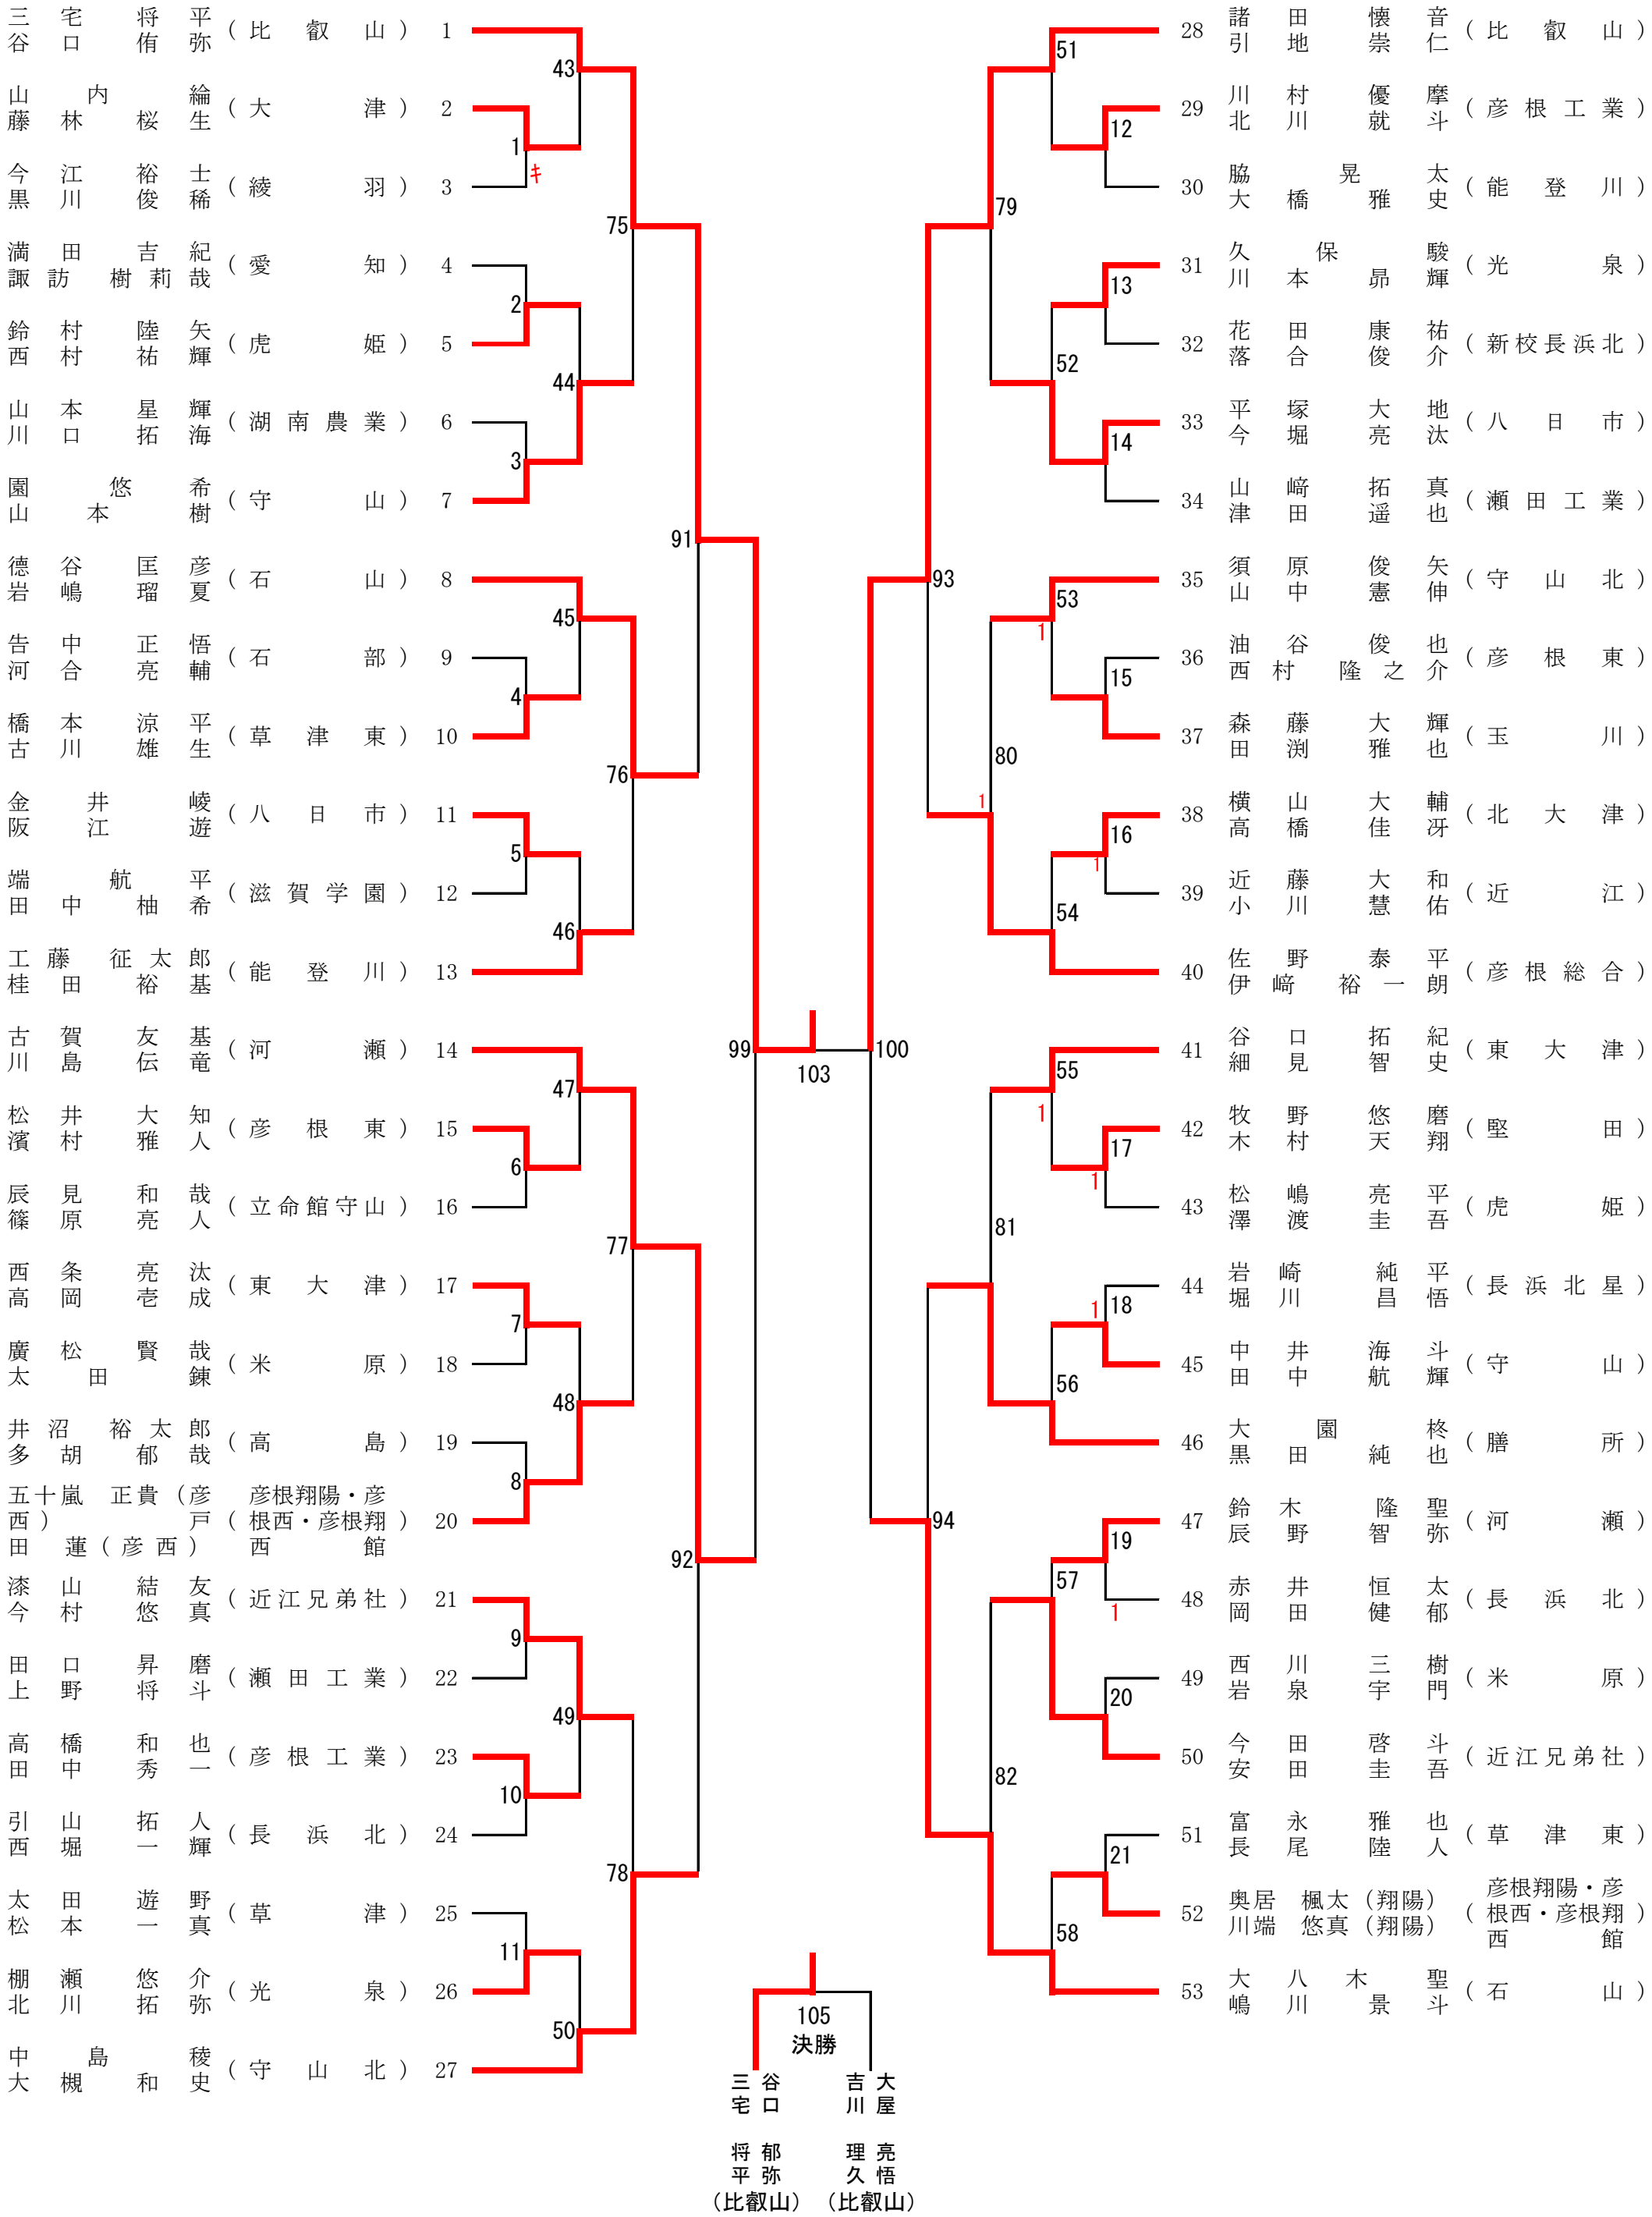 三宅 将平
谷口 侑弥 (比叡山) 1
山内 綸
藤林 桜生 (大津) 2
今江 裕士
黒川 俊稀 (綾羽) 3
満田 吉紀
諏訪 樹莉哉 (愛知) 4
鈴村 陸矢
西村 祐輝 (虎姫) 5
山本 星輝
川口 拓海 (湖南農業) 6
園 悠希
山本 樹 (守山) 7
德谷 匡彦
岩嶋 瑠夏 (石山) 8
告中 正悟
河合 亮輔 (石部) 9
橋本 涼平
古川 雄生 (草津東) 10
金井 崚
阪江 遊 (八日市) 11
端 航平
田中 柚希 (滋賀学園) 12
工藤 征太郎
桂田 裕基 (能登川) 13
古賀 友基
川島 伝竜 (河瀬) 14
松井 大知
濱村 雅人 (彦根東) 15
辰見 和哉
篠原 亮人 (立命館守山) 16
西条 亮汰
高岡 壱成 (東大津) 17
廣松 賢哉
太田 錬 (米原) 18
井沼 裕太郎
多胡 郁哉 (高島) 19
五十嵐 正貴(彦西) 戸田 蓮(彦西) (彦根翔陽・彦根西・彦根翔西館) 20
漆山 結友
今村 悠真 (近江兄弟社) 21
田口 昇磨
上野 将斗 (瀬田工業) 22
高橋 和也
田中 秀一 (彦根工業) 23
引山 拓人
西堀 一輝 (長浜北) 24
太田 遊野
松本 一真 (草津) 25
棚瀬 悠介
北川 拓弥 (光泉) 26
中島 稜
大槻 和史 (守山北) 27
1
キ
2
3
4
5
6
7
8
9
10
11
43
44
45
46
47
48
49
50
75
76
77
78
91
92
99
103
100
93
94
79
80
1
81
82
51
52
53
1
54
55
1
56
57
58
12
13
14
15
16
1
17
1
18
1
19
1
20
21
28 諸田 懐音
引地 崇仁 (比叡山)
29 川村 優摩
北川 就斗 (彦根工業)
30 脇 晃太
大橋 雅史 (能登川)
31 久保 駿
川本 昴輝 (光泉)
32 花田 康祐
落合 俊介 (新校長浜北)
33 平塚 大地
今堀 亮汰 (八日市)
34 山﨑 拓真
津田 遥也 (瀬田工業)
35 須原 俊矢
山中 憲伸 (守山北)
36 油谷 俊也
西村 隆之介 (彦根東)
37 森藤 大輝
田渕 雅也 (玉川)
38 横山 大輔
高橋 佳冴 (北大津)
39 近藤 大和
小川 慧佑 (近江)
40 佐野 泰平
伊﨑 裕一朗 (彦根総合)
41 谷口 拓紀
細見 智史 (東大津)
42 牧野 悠磨
木村 天翔 (堅田)
43 松嶋 亮平
澤渡 圭吾 (虎姫)
44 岩崎 純平
堀川 昌悟 (長浜北星)
45 中井 海斗
田中 航輝 (守山)
46 大園 柊
黒田 純也 (膳所)
47 鈴木 隆聖
辰野 智弥 (河瀬)
48 赤井 恒太
岡田 健郁 (長浜北)
49 西川 三樹
岩泉 宇門 (米原)
50 今田 啓斗
安田 圭吾 (近江兄弟社)
51 富永 雅也
長尾 陸人 (草津東)
52 奥居 楓太(翔陽)
川端 悠真(翔陽) (彦根翔陽・彦根西・彦根翔西館)
53 大八木 聖
嶋川 景斗 (石山)
105
決勝
三宅 将平
谷口 郁弥
(比叡山)
吉川 理久
大屋 亮悟
(比叡山)